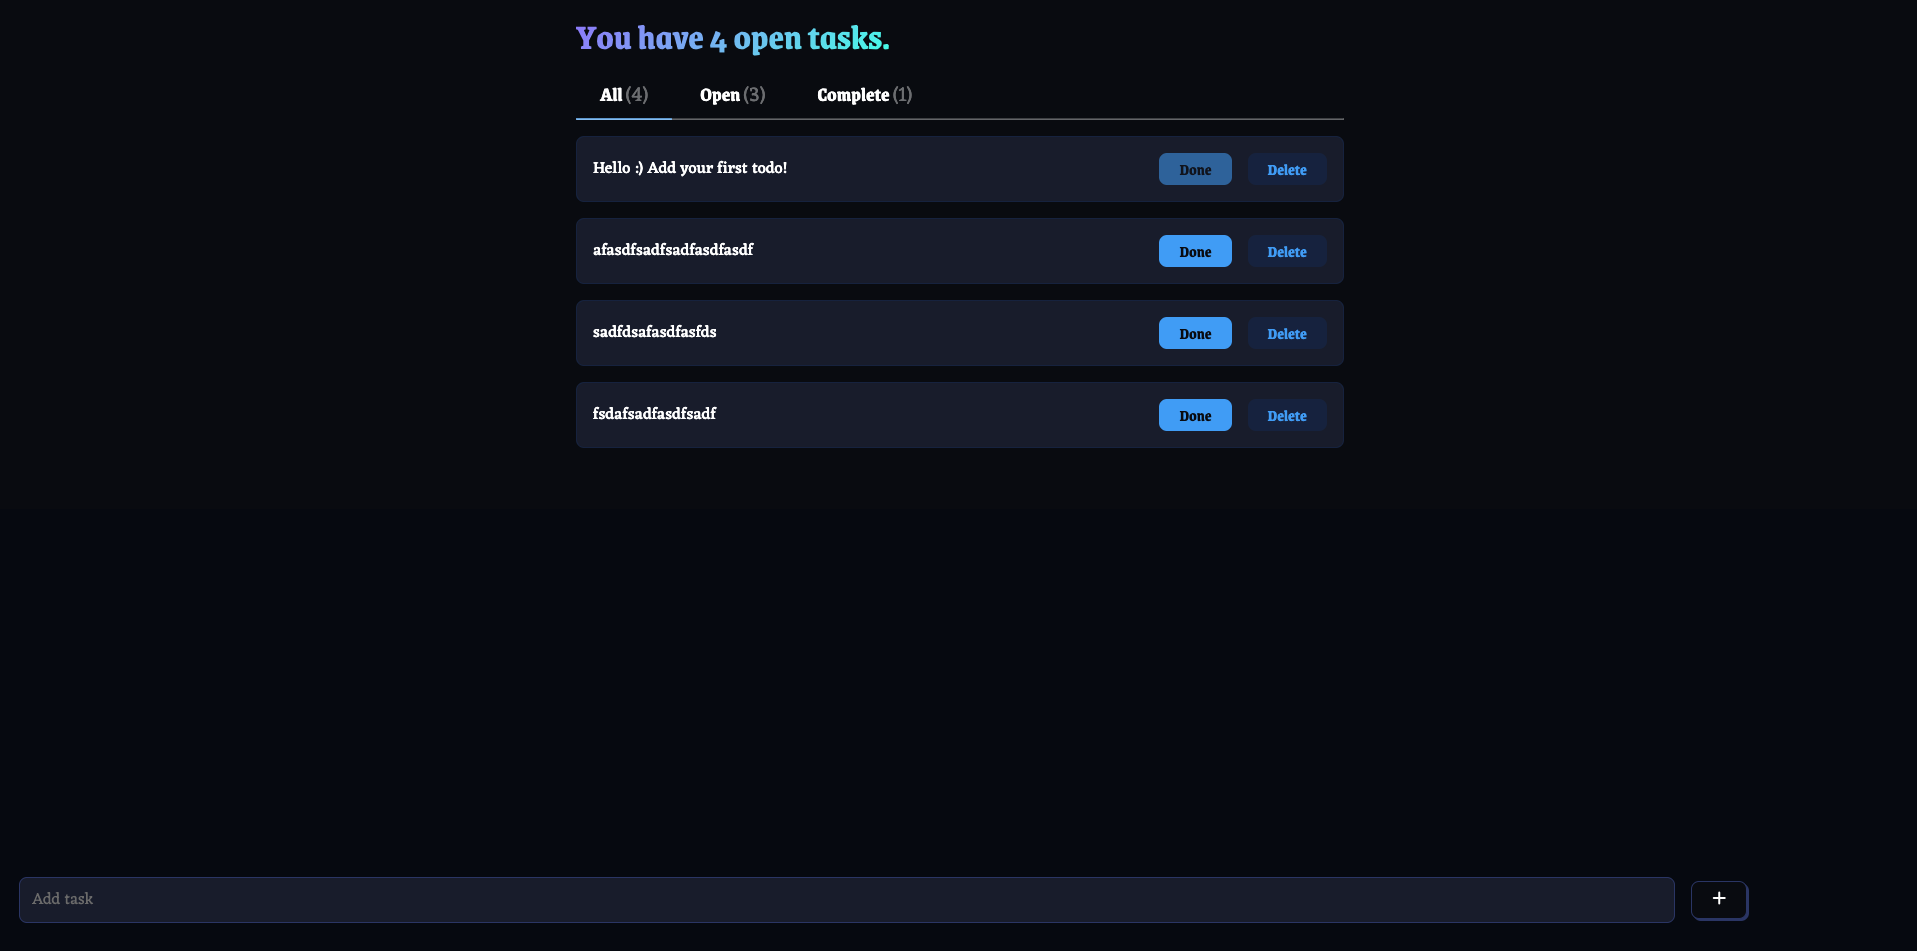 You have 4 open tasks.
All (4) Open (3) Complete (1)
Hello :) Add your first todo! Done Delete
afasdfsadfsadfasdfasdf Done Delete
sadfdsafasdfasfds Done Delete
fsdafsadfasdfsadf Done Delete
Add task +